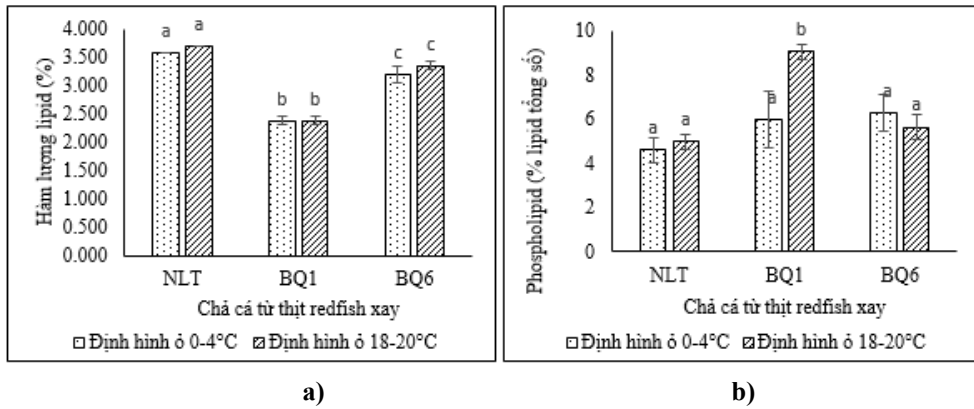 Hàm lượng lipid (%)
4.000
3.500
3.000
2.500
2.000
1.500
1.000
0.500
0.000
a a
b b
c c
NLT BQ1 BQ6
Chả cá từ thịt redfish xay
Định hình ở 0-4°C Định hình ở 18-20°C
a)
Phospholipid (% lipid tổng số)
10
8
6
4
2
0
a a
a b
a a
NLT BQ1 BQ6
Chả cá từ thịt redfish xay
Định hình ở 0-4°C Định hình ở 18-20°C
b)